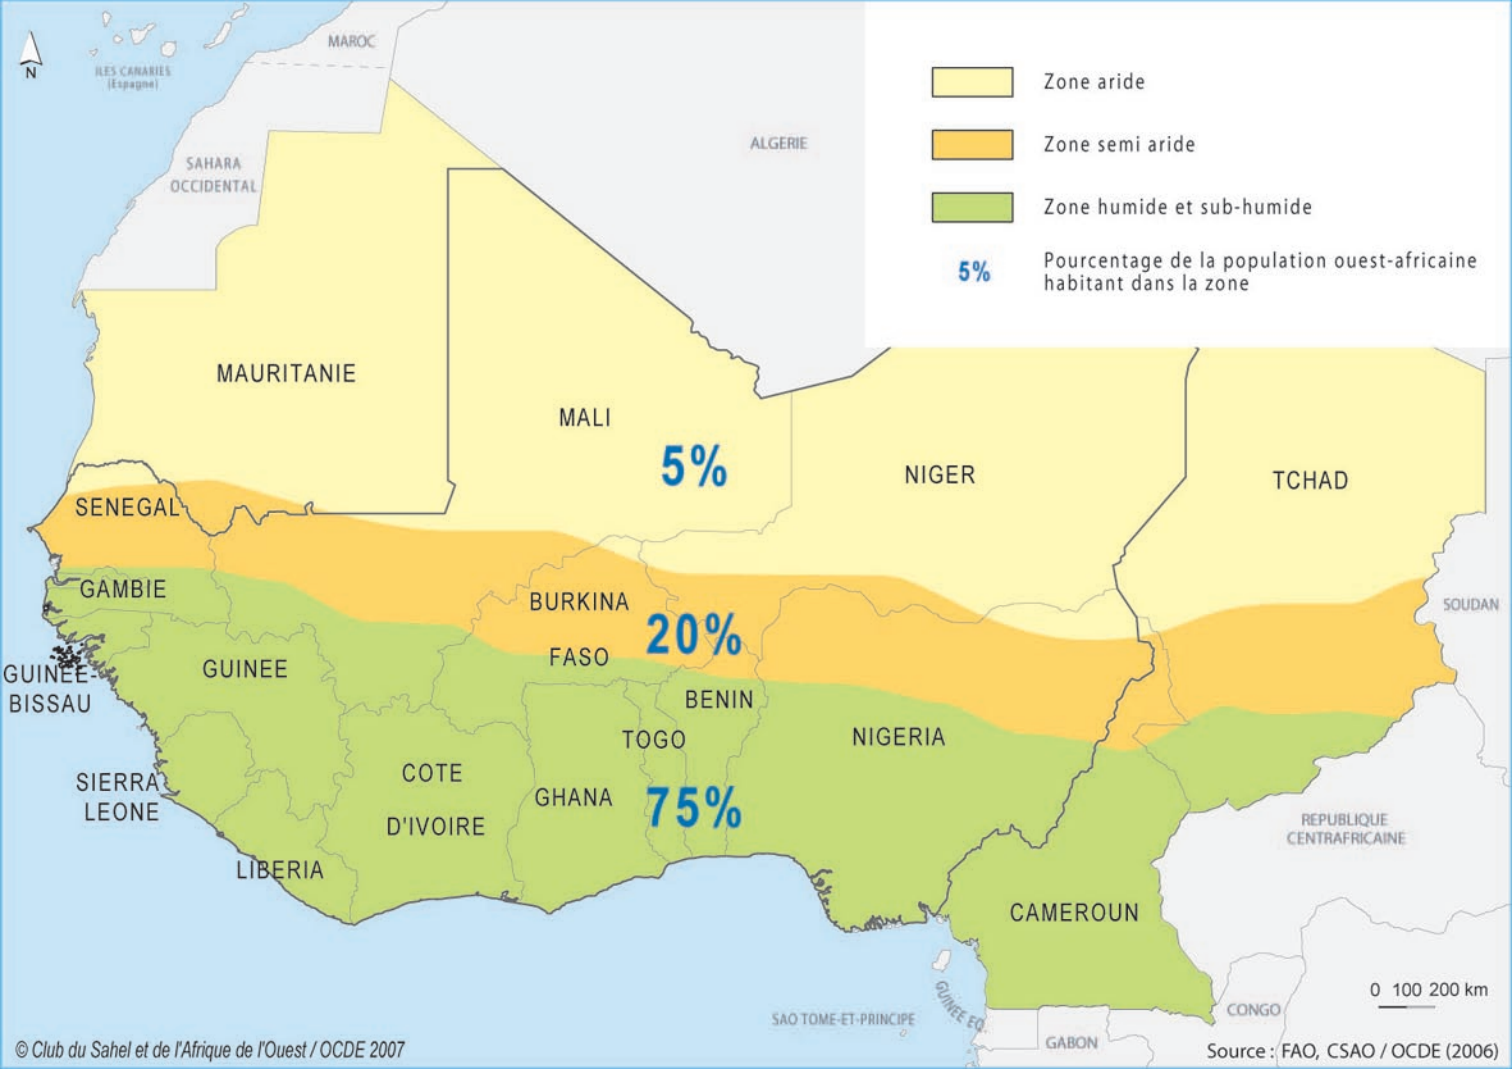 N
ILES CANARIES
(Espagne)
MAROC
SAHARA
OCCIDENTAL
ALGERIE
Zone aride
Zone semi aride
Zone humide et sub-humide
5%
Pourcentage de la population ouest-africaine
habitant dans la zone
MAURITANIE
MALI
5%
NIGER
TCHAD
SENEGAL
GAMBIE
BURKINA
FASO
20%
SOUDAN
GUINEE-
BISSAU
GUINEE
BENIN
TOGO
NIGERIA
SIERRA
LEONE
COTE
D'IVOIRE
GHANA
75%
LIBERIA
REPUBLIQUE
CENTRAFRICAINE
CAMEROUN
GUINEE EQ.
SAO TOME-ET-PRINCIPE
GABON
CONGO
0 100 200 km
© Club du Sahel et de l'Afrique de l'Ouest / OCDE 2007
Source : FAO, CSAO / OCDE (2006)